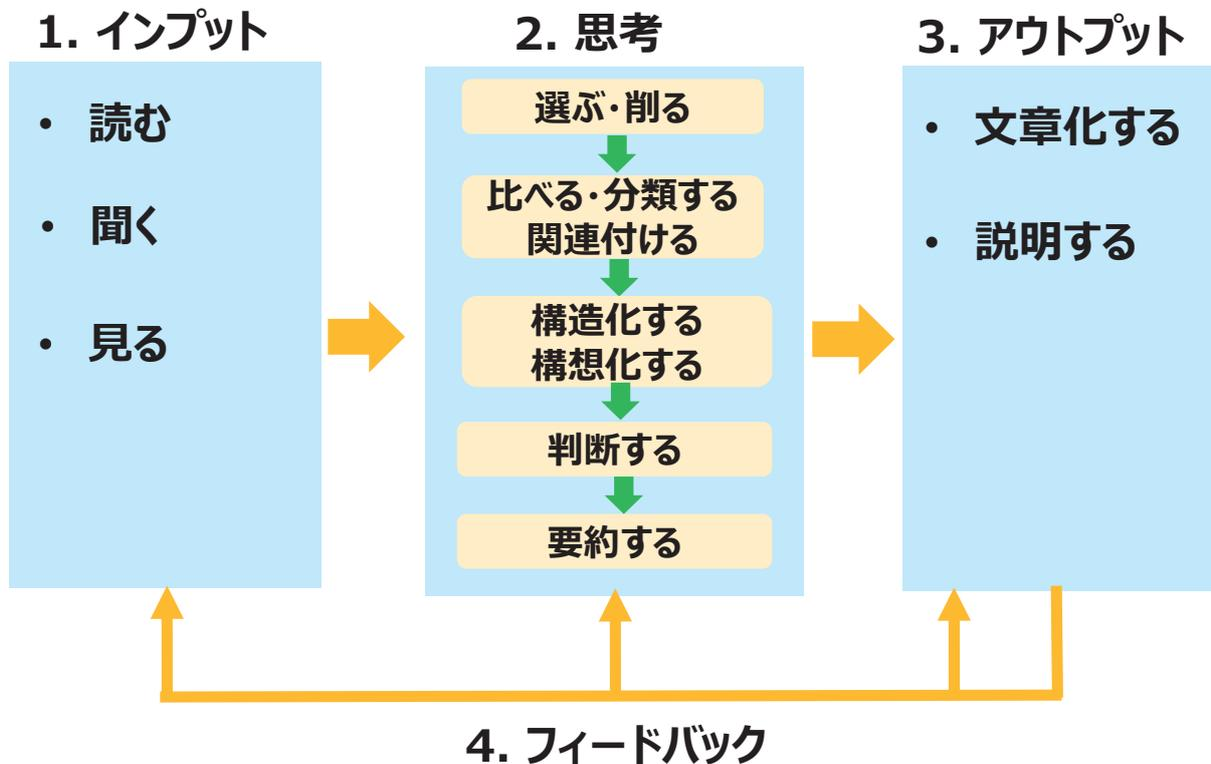 1. インプット
• 読む
• 聞く
• 見る
2. 思考
選ぶ・削る
比べる・分類する
関連付ける
構造化する
構想化する
判断する
要約する
3. アウトプット
• 文章化する
• 説明する
4. フィードバック